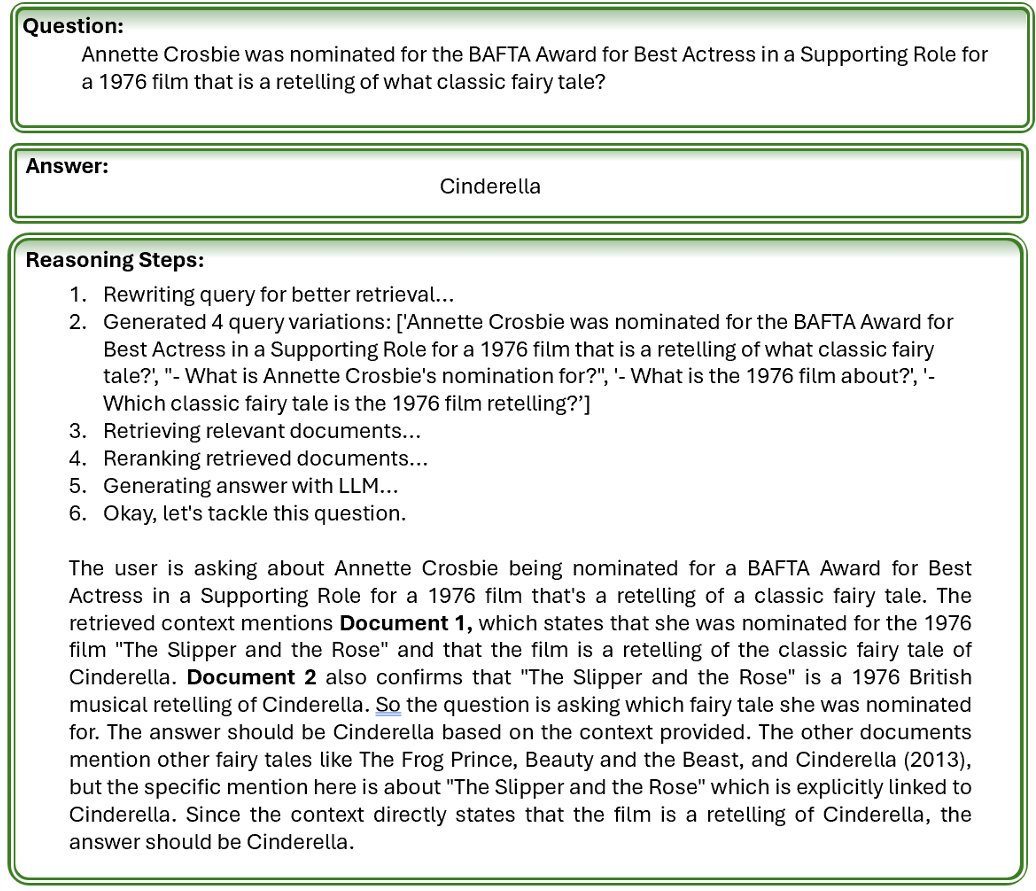 Question:
Annette Crosbie was nominated for the BAFTA Award for Best Actress in a Supporting Role for
a 1976 film that is a retelling of what classic fairy tale?
Answer:
Cinderella
Reasoning Steps:
1. Rewriting query for better retrieval...
2. Generated 4 query variations: ['Annette Crosbie was nominated for the BAFTA Award for
Best Actress in a Supporting Role for a 1976 film that is a retelling of what classic fairy
tale?', "- What is Annette Crosbie's nomination for?", '- What is the 1976 film about?', '-
Which classic fairy tale is the 1976 film retelling?’]
3. Retrieving relevant documents...
4. Reranking retrieved documents...
5. Generating answer with LLM...
6. Okay, let's tackle this question.
The user is asking about Annette Crosbie being nominated for a BAFTA Award for Best
Actress in a Supporting Role for a 1976 film that's a retelling of a classic fairy tale. The
retrieved context mentions Document 1, which states that she was nominated for the 1976
film "The Slipper and the Rose" and that the film is a retelling of the classic fairy tale of
Cinderella. Document 2 also confirms that "The Slipper and the Rose" is a 1976 British
musical retelling of Cinderella. So the question is asking which fairy tale she was nominated
for. The answer should be Cinderella based on the context provided. The other documents
mention other fairy tales like The Frog Prince, Beauty and the Beast, and Cinderella (2013),
but the specific mention here is about "The Slipper and the Rose" which is explicitly linked to
Cinderella. Since the context directly states that the film is a retelling of Cinderella, the
answer should be Cinderella.